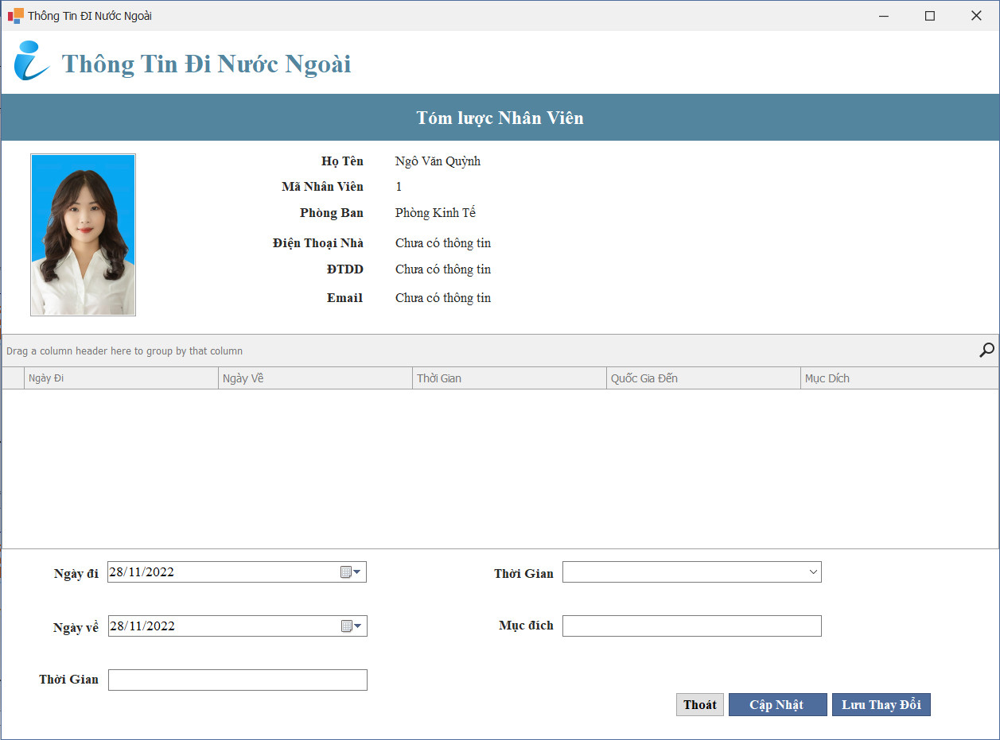 Thông Tin ĐI Nước Ngoài
Thông Tin Đi Nước Ngoài
Tóm lược Nhân Viên
Họ Tên Ngô Văn Quỳnh
Mã Nhân Viên 1
Phòng Ban Phòng Kinh Tế
Điện Thoại Nhà Chưa có thông tin
ĐTDD Chưa có thông tin
Email Chưa có thông tin
Drag a column header here to group by that column
Ngày Đi Ngày Về Thời Gian Quốc Gia Đến Mục Dích
Ngày đi 28/11/2022 Thời Gian
Ngày về 28/11/2022 Mục đích
Thời Gian
Thoát Cập Nhật Lưu Thay Đổi